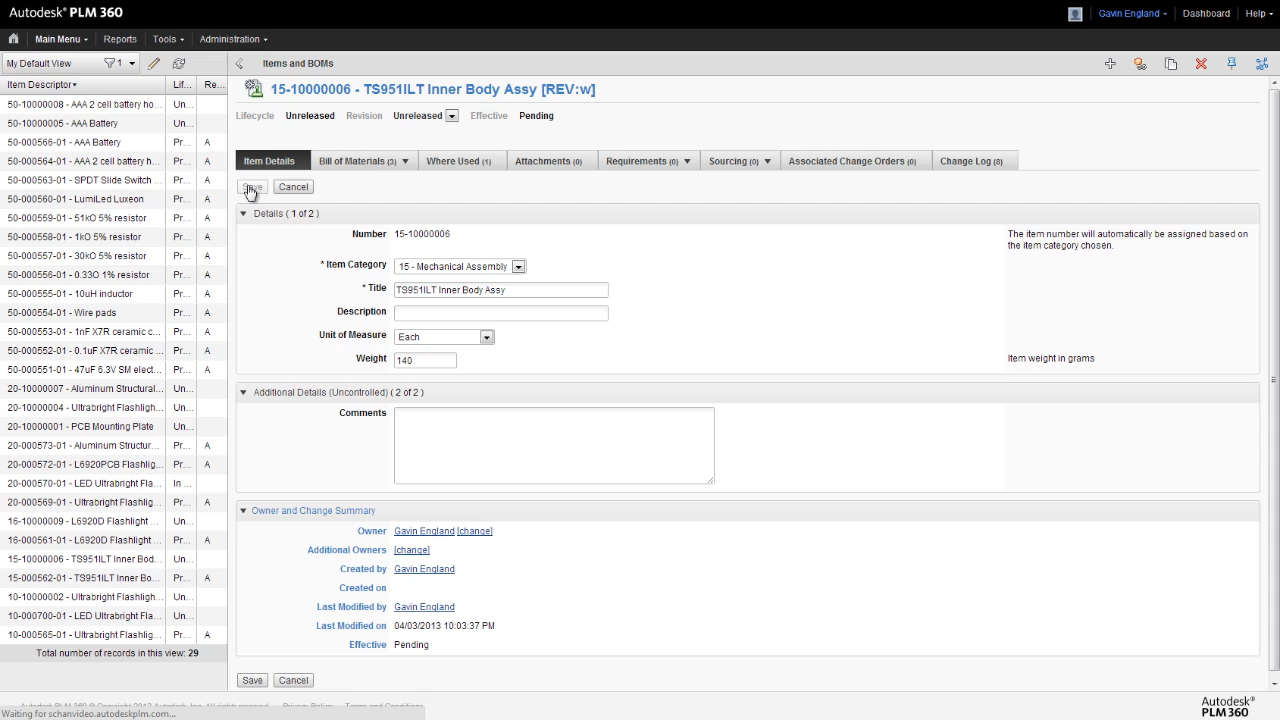 Autodesk® PLM 360
Gavin England
Dashboard
Help
Main Menu
Reports
Tools
Administration
My Default View
1
Items and BOMs
Item Descriptor
Lif...
Re...
50-10000008 - AAA 2 cell battery ho... Un...
50-10000005 - AAA Battery Un...
50-000566-01 - AAA Battery Pr... A
50-000564-01 - AAA 2 cell battery h... Pr... A
50-000563-01 - SPDT Slide Switch ... Pr... A
50-000560-01 - LumiLed Luxeon Pr... A
50-000559-01 - 51kO 5% resistor Pr... A
50-000558-01 - 1kO 5% resistor Pr... A
50-000557-01 - 30kO 5% resistor Pr... A
50-000556-01 - 0.33O 1% resistor Pr... A
50-000555-01 - 10uH inductor Pr... A
50-000554-01 - Wire pads Pr... A
50-000553-01 - 1nF X7R ceramic c... Pr... A
50-000552-01 - 0.1uF X7R ceramic ... Pr... A
50-000551-01 - 47uF 6.3V SM elect... Pr... A
20-10000007 - Aluminum Structural... Un...
20-10000004 - Ultrabright Flashligh... Un...
20-10000001 - PCB Mounting Plate Un...
20-000573-01 - Aluminum Structur... Pr... A
20-000572-01 - L6920PCB Flashlig... Pr... A
20-000570-01 - LED Ultrabright Fla... In ...
20-000569-01 - Ultrabright Flashlig... Pr... A
16-10000009 - L6920D Flashlight ... Un...
16-000561-01 - L6920D Flashlight ... Pr... A
15-10000006 - TS951ILT Inner Bod... Un...
15-000562-01 - TS951ILT Inner Bo... Pr... A
10-10000002 - Ultrabright Flashlig... Un...
10-000700-01 - LED Ultrabright Fla... Un...
10-000565-01 - Ultrabright Flashlig... Pr... A
Total number of records in this view: 29
15-10000006 - TS951ILT Inner Body Assy [REV:w]
Lifecycle Unreleased Revision Unreleased Effective Pending
Item Details
Bill of Materials (3)
Where Used (1)
Attachments (0)
Requirements (0)
Sourcing (0)
Associated Change Orders (0)
Change Log (8)
Save Cancel
Details ( 1 of 2 )
Number 15-10000006
The item number will automatically be assigned based on
the item category chosen.
* Item Category 15 - Mechanical Assembly
* Title TS951ILT Inner Body Assy
Description
Unit of Measure Each
Weight 140
Item weight in grams
Additional Details (Uncontrolled) ( 2 of 2 )
Comments
Owner and Change Summary
Owner Gavin England [change]
Additional Owners [change]
Created by Gavin England
Created on
Last Modified by Gavin England
Last Modified on 04/03/2013 10:03:37 PM
Effective Pending
Save Cancel
Autodesk PLM 360 © Copyright 2012 Autodesk, Inc. All rights reserved. Privacy Policy Terms and Conditions
Waiting for schanvideo.autodeskplm.com...
Autodesk®
PLM 360